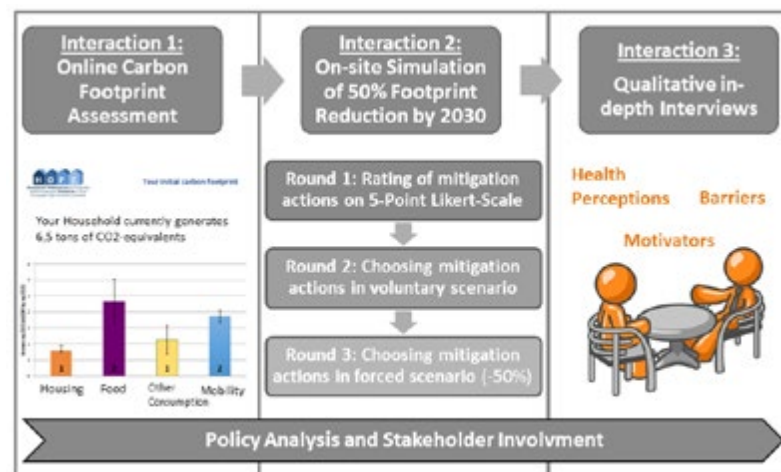 Interaction 1:
Online Carbon
Footprint
Assessment
Interaction 2:
On-site Simulation
of 50% Footprint
Reduction by 2030
Interaction 3:
Qualitative in-
depth Interviews
HOPE
Your initial carbon footprint
Your Household currently generates
6,5 tons of CO2-equivalents
Housing
Food
Other
Consumption
Mobility
Round 1: Rating of mitigation
actions on 5-Point Likert-Scale
Round 2: Choosing mitigation
actions in voluntary scenario
Round 3: Choosing mitigation
actions in forced scenario (-50%)
Health
Perceptions
Barriers
Motivators
Policy Analysis and Stakeholder Involvment